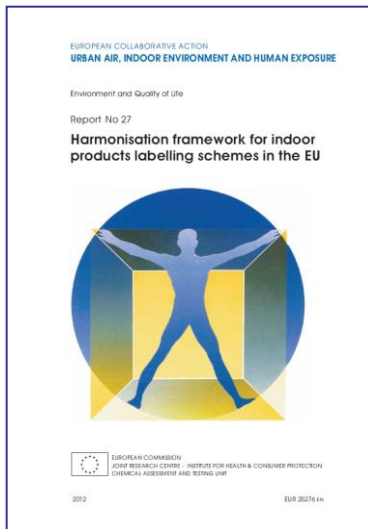 EUROPEAN COLLABORATIVE ACTION
URBAN AIR, INDOOR ENVIRONMENT AND HUMAN EXPOSURE
Environment and Quality of Life
Report No 27
Harmonisation framework for indoor
products labelling schemes in the EU
EUROPEAN COMMISSION
JOINT RESEARCH CENTRE - INSTITUTE FOR HEALTH & CONSUMER PROTECTION
CHEMICAL ASSESSMENT AND TESTING UNIT
2012
EUR 25276 EN